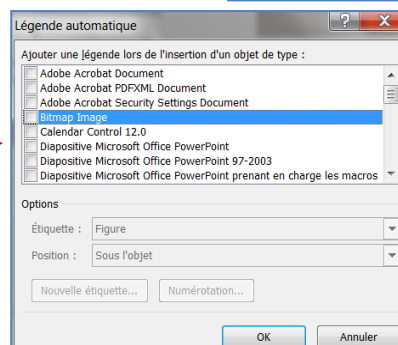 Légende automatique
Ajouter une légende lors de l'insertion d'un objet de type :
Adobe Acrobat Document
Adobe Acrobat PDFXML Document
Adobe Acrobat Security Settings Document
Bitmap Image
Calendar Control 12.0
Diapositive Microsoft Office PowerPoint
Diapositive Microsoft Office PowerPoint 97-2003
Diapositive Microsoft Office PowerPoint prenant en charge les macros
Options
Étiquette : Figure
Position : Sous l'objet
Nouvelle étiquette... Numérotation...
OK Annuler